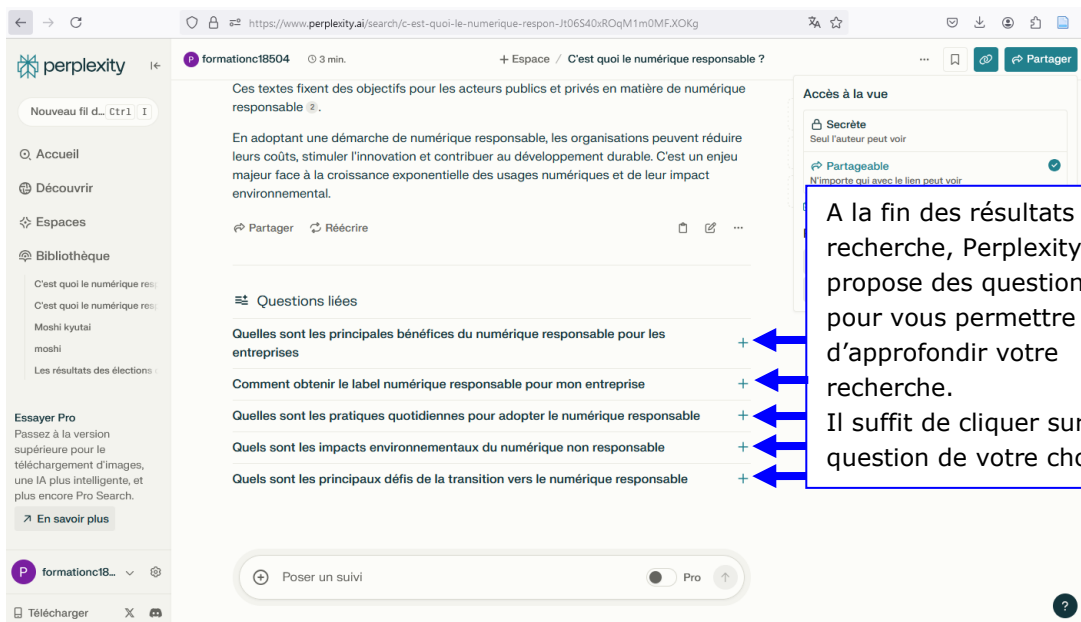 https://www.perplexity.ai/search/c-est-quoi-le-numerique-respon-Jt06S40xROqM1m0MF.XOKg
perplexity
Nouveau fil d... Ctrl I
Accueil
Découvrir
Espaces
Bibliothèque
C'est quoi le numérique res
C'est quoi le numérique res
Moshi kyutai
moshi
Les résultats des élections
Essayer Pro
Passez à la version
supérieure pour le
téléchargement d'images,
une IA plus intelligente, et
plus encore Pro Search.
En savoir plus
P formationc18...
Télécharger
P formationc18504 3 min. + Espace / C'est quoi le numérique responsable ? ... Partager
Ces textes fixent des objectifs pour les acteurs publics et privés en matière de numérique
responsable 2 .
En adoptant une démarche de numérique responsable, les organisations peuvent réduire
leurs coûts, stimuler l'innovation et contribuer au développement durable. C'est un enjeu
majeur face à la croissance exponentielle des usages numériques et de leur impact
environnemental.
Partager Réécrire ...
Questions liées
Quelles sont les principales bénéfices du numérique responsable pour les
entreprises +
Comment obtenir le label numérique responsable pour mon entreprise +
Quelles sont les pratiques quotidiennes pour adopter le numérique responsable +
Quels sont les impacts environnementaux du numérique non responsable +
Quels sont les principaux défis de la transition vers le numérique responsable +
Poser un suivi Pro
Accès à la vue
Secrète
Seul l'auteur peut voir
Partageable
N'importe qui avec le lien peut voir
A la fin des résultats
recherche, Perplexity
propose des question
pour vous permettre
d'approfondir votre
recherche.
Il suffit de cliquer sur
question de votre cho
?